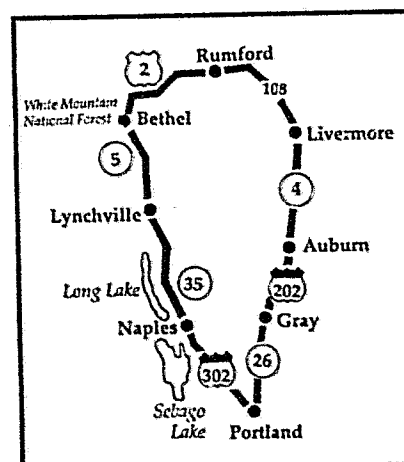 Rumford
2
108
White Mountain
National Forest
Bethel
Livermore
5
4
Lynchville
Auburn
Long Lake
35
202
Naples
Gray
302
26
Sebago
Lake
Portland